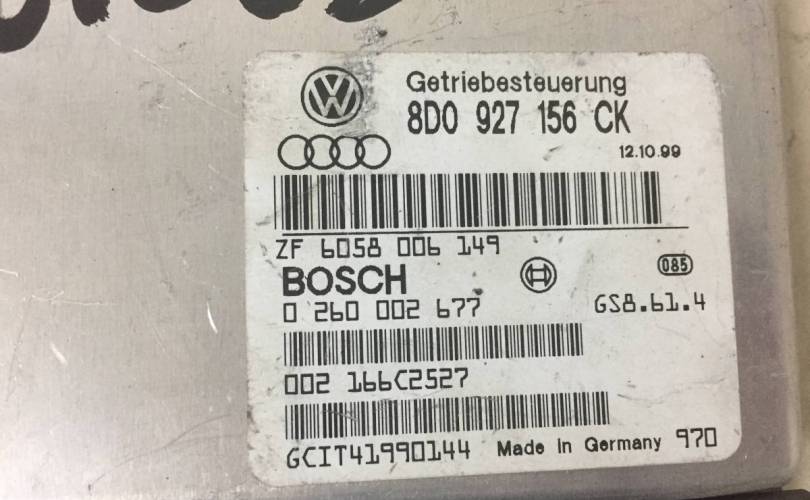 Getriebesteuerung
8D0 927 156 CK
12.10.99
ZF 6058 006 149
BOSCH
085
0 260 002 677
GS8.61.4
002 166C2527
GCIT41990144 Made in Germany 970